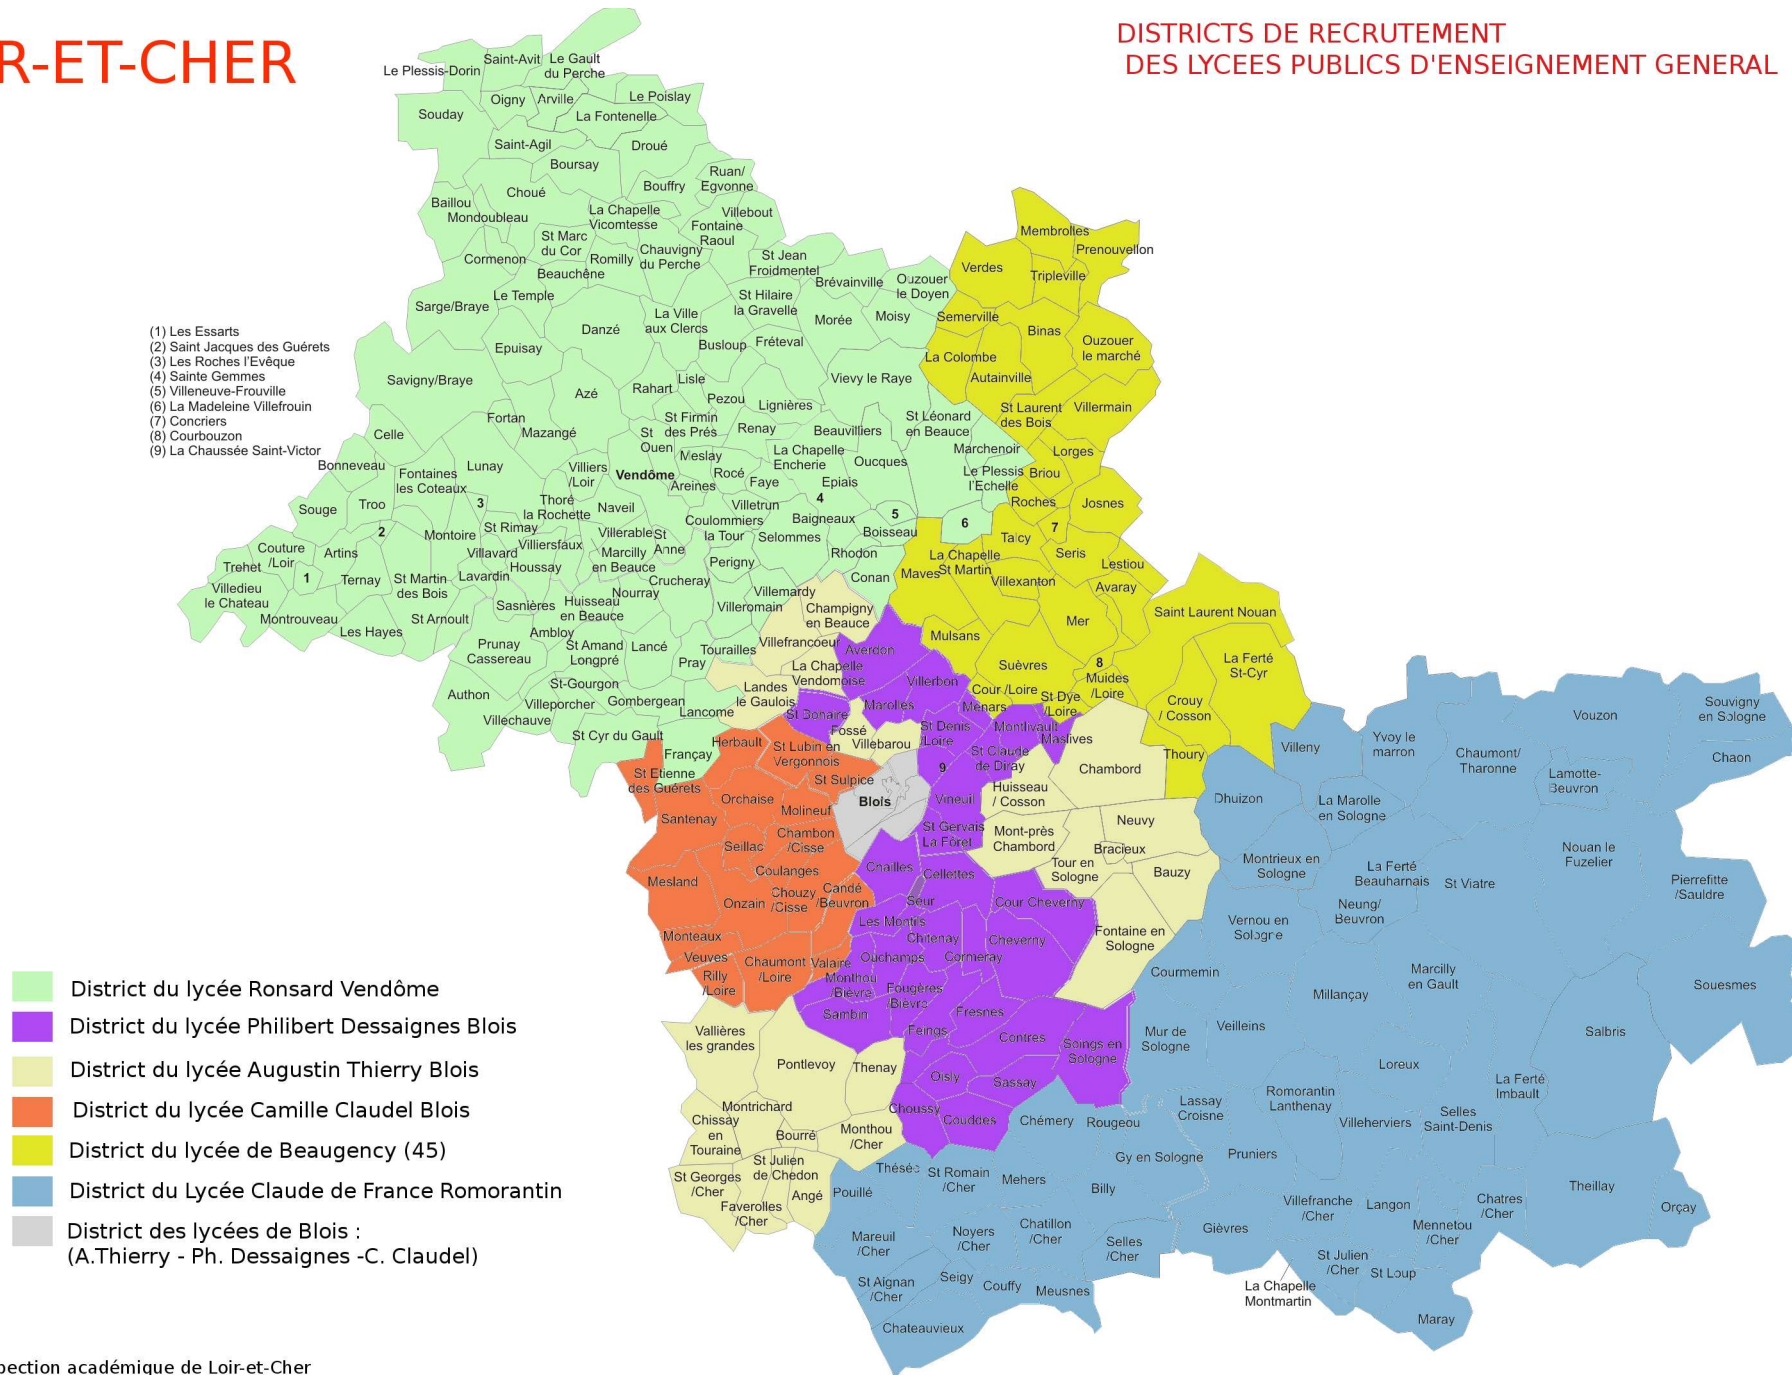 R-ET-CHER
DISTRICTS DE RECRUTEMENT
DES LYCEES PUBLICS D'ENSEIGNEMENT GENERAL
Le Plessis-Dorin
Saint-Avit
Le Gault
du Perche
Souday
Oigny
Arville
Le Poislay
La Fontenelle
Saint-Agil
Droué
Boursay
Ruan/
Egvonne
Choué
Bouffry
Baillou
Mondoubleau
La Chapelle
Vicomtesse
Villebout
Fontaine
Raoul
St Marc
du Cor
Cormenon
Romilly
Chauvigny
du Perche
Beauchêne
St Jean
Froidmentel
Brévainville
Ouzouer
le Doyen
Sarge/Braye
Le Temple
St Hilaire
la Gravelle
Danzé
La Ville
aux Clercs
Morée
Moisy
Epuisay
Busloup
Fréteval
Membrolles
Prenouvellon
Verdes
Tripleville
Semerville
Binas
Ouzouer
le marché
La Colombe
Autainville
St Laurent
des Bois
Villermain
Lorges
Briou
Roches
Josnes
(1) Les Essarts
(2) Saint Jacques des Guérets
(3) Les Roches l'Evêque
(4) Sainte Gemmes
(5) Villeneuve-Frouville
(6) La Madeleine Villefrouin
(7) Concriers
(8) Courbouzon
(9) La Chaussée Saint-Victor
Savigny/Braye
Azé
Rahart
Lisle
Pezou
Lignières
Vievy le Raye
Fortan
Mazangé
St Firmin
des Prés
Renay
Beauvilliers
St Léonard
en Beauce
Celle
St
Ouen
Meslay
La Chapelle
Encherie
Oucques
Marchenoir
Bonneveau
Fontaines
les Coteaux
Lunay
Villiers
/Loir
Vendôme
Areines
Rocé
Faye
Epiais
Le Plessis
l'Echelle
4
Souge
Troo
3
Thoré
la Rochette
Naveil
Villetrun
Coulommiers
la Tour
Baigneaux
5
6
7
2
Montoire
St Rimay
Villerable
St
Anne
Selommes
Boisseau
Talcy
Couture
/Loir
Artins
Villavard
Villiersfaux
Marcilly
en Beauce
Rhodon
La Chapelle
St Martin
Seris
Trehet
1
Ternay
St Martin
des Bois
Lavardin
Houssay
Crucheray
Perigny
Conan
Maves
Villexanton
Lestiou
Avaray
Villedieu
le Chateau
Nourray
Villemardy
Montrouveau
Les Hayes
St Arnoult
Sasnières
Huisseau
en Beauce
Villeromain
Champigny
en Beauce
Mer
Saint Laurent Nouan
Ambloy
Mulsans
Prunay
Cassereau
St Amand
Longpré
Lancé
Tourailles
Villefrancoeur
Averdon
Suèvres
8
La Ferté
St-Cyr
Pray
La Chapelle
Vendomoise
Villerbon
Muides
/Loire
Authon
St-Gourgon
Landes
le Gaulois
Cour /Loire
St Dye
/Loire
Crouy
/ Cosson
Villeporcher
Gombergean
Lancome
Marolles
Menars
Villechauve
St Bohaire
St Cyr du Gault
Fossé
Villebarou
St Denis
/Loire
Montlivault
Maslives
Françay
Herbault
St Lubin en
Vergonnois
St Claude
de Diray
Thoury
St Etienne
des Guérets
St Sulpice
9
Chambord
Orchaise
Blois
Vineuil
Huisseau
/ Cosson
Santenay
Molineuf
Seillac
Chambon
/Cisse
St Gervais
La Fôret
Mont-près
Chambord
Neuvy
Bracieux
Mesland
Coulanges
Chailles
Cellettes
Tour en
Sologne
Bauzy
Onzain
Chouzy
/Cisse
Candé
/Beuvron
Seur
Cour Cheverny
Les Montils
Chitenay
Cheverny
Fontaine en
Sologne
Monteaux
Veuves
Chaumont
/Loire
Valaire
Ouchamps
Cormeray
Rilly
/Loire
Monthou
/Bièvre
Fougères
/Bièvre
Sambin
Fresnes
Feings
Contres
Soings en
Sologne
Vallières
les grandes
Pontlevoy
Thenay
Oisly
Sassay
Montrichard
Choussy
Couddes
Chissay
en
Touraine
Bourré
Monthou
/Cher
St Georges
/Cher
St Julien
de Chedon
Angé
Faverolles
/Cher
Villeny
Yvoy le
marron
Vouzon
Souvigny
en Sologne
Chaumont/
Tharonne
Chaon
Lamotte-
Beuvron
Dhuizon
La Marolle
en Sologne
Montrieux en
Sologne
La Ferté
Beauharnais
St Viatre
Nouan le
Fuzelier
Pierrefitte
/Sauldre
Neung/
Beuvron
Vernou en
Sologne
Courmemin
Millançay
Marcilly
en Gault
Souesmes
Mur de
Sologne
Veilleins
Salbris
Loreux
Chémery
Rougeou
Lassay
Croisne
Romorantin
Lanthenay
Villeherviers
Selles
Saint-Denis
La Ferté
Imbault
Gy en Sologne
Pruniers
Thésée
St Romain
/Cher
Mehers
Billy
Pouillé
Villefranche
/Cher
Langon
Chatres
/Cher
Theillay
Orçay
Mareuil
/Cher
Noyers
/Cher
Chatillon
/Cher
Selles
/Cher
Gièvres
Mennetou
/Cher
St Aignan
/Cher
Seigy
Couffy
Meusnes
La Chapelle
Montmartin
St Julien
/Cher
St Loup
Chateauvieux
Maray
District du lycée Ronsard Vendôme
District du lycée Philibert Dessaignes Blois
District du lycée Augustin Thierry Blois
District du lycée Camille Claudel Blois
District du lycée de Beaugency (45)
District du Lycée Claude de France Romorantin
District des lycées de Blois :
(A.Thierry - Ph. Dessaignes -C. Claudel)
pection académique de Loir-et-Cher